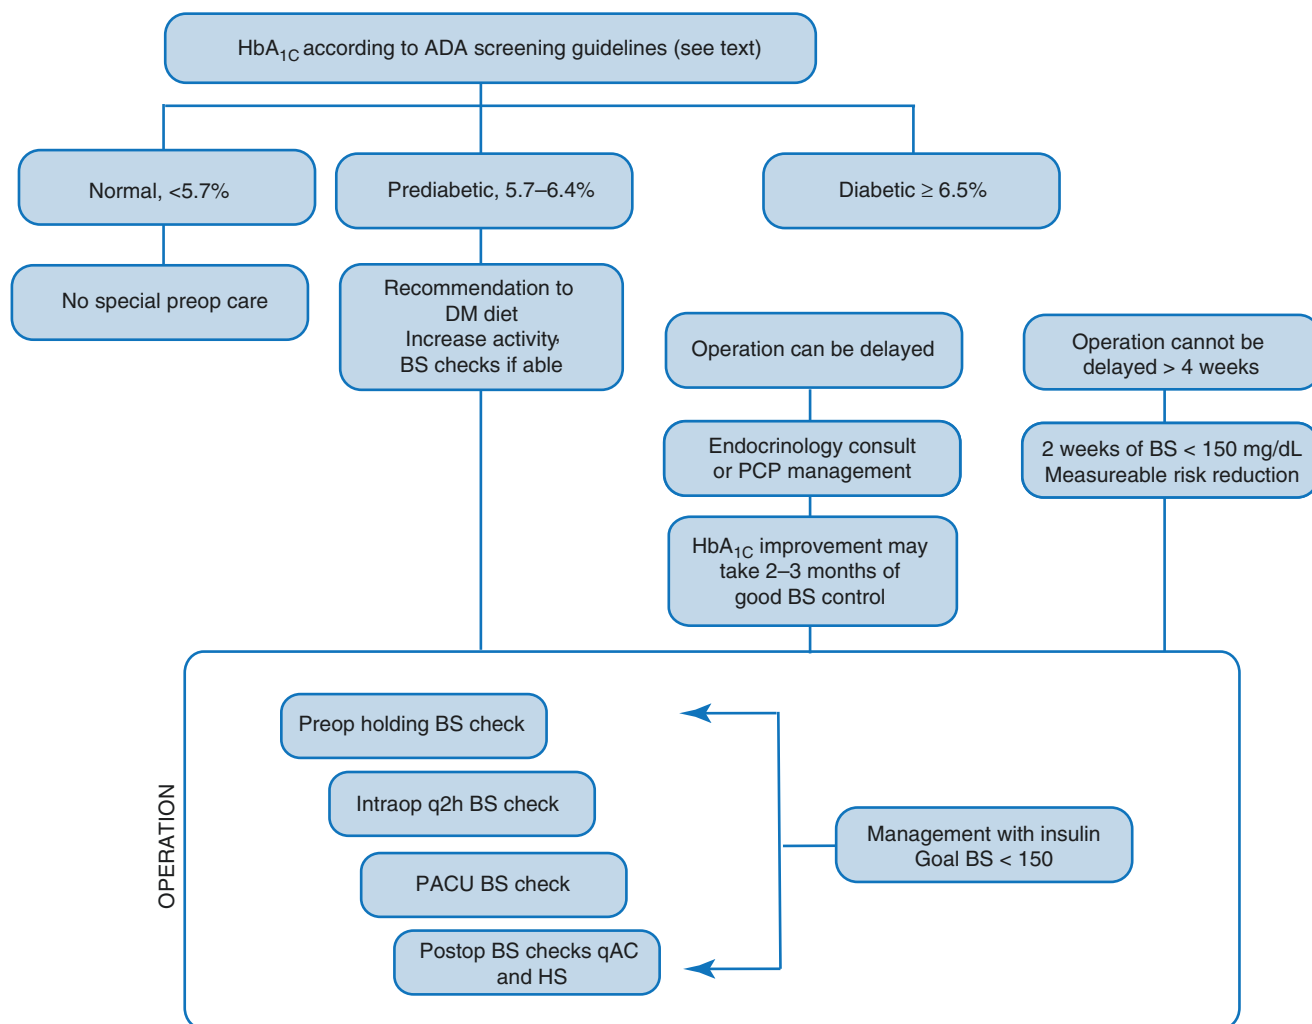 HbA1C according to ADA screening guidelines (see text)
Normal, <5.7%
Prediabetic, 5.7–6.4%
Diabetic ≥ 6.5%
No special preop care
Recommendation to
DM diet
Increase activity,
BS checks if able
Operation can be delayed
Operation cannot be
delayed > 4 weeks
Endocrinology consult
or PCP management
2 weeks of BS < 150 mg/dL
Measureable risk reduction
HbA1C improvement may
take 2–3 months of
good BS control
OPERATION
Preop holding BS check
Intraop q2h BS check
PACU BS check
Postop BS checks qAC
and HS
Management with insulin
Goal BS < 150